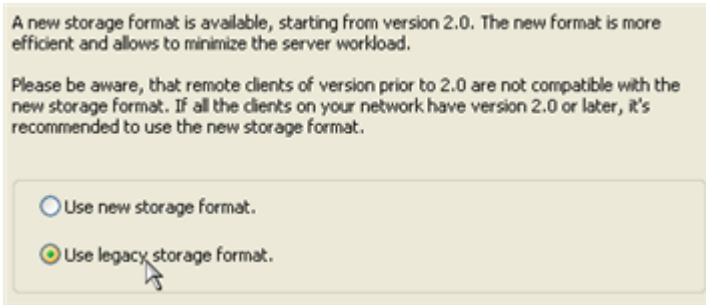 A new storage format is available, starting from version 2.0. The new format is more
efficient and allows to minimize the server workload.
Please be aware, that remote clients of version prior to 2.0 are not compatible with the
new storage format. If all the clients on your network have version 2.0 or later, it's
recommended to use the new storage format.
Use new storage format.
Use legacy storage format.